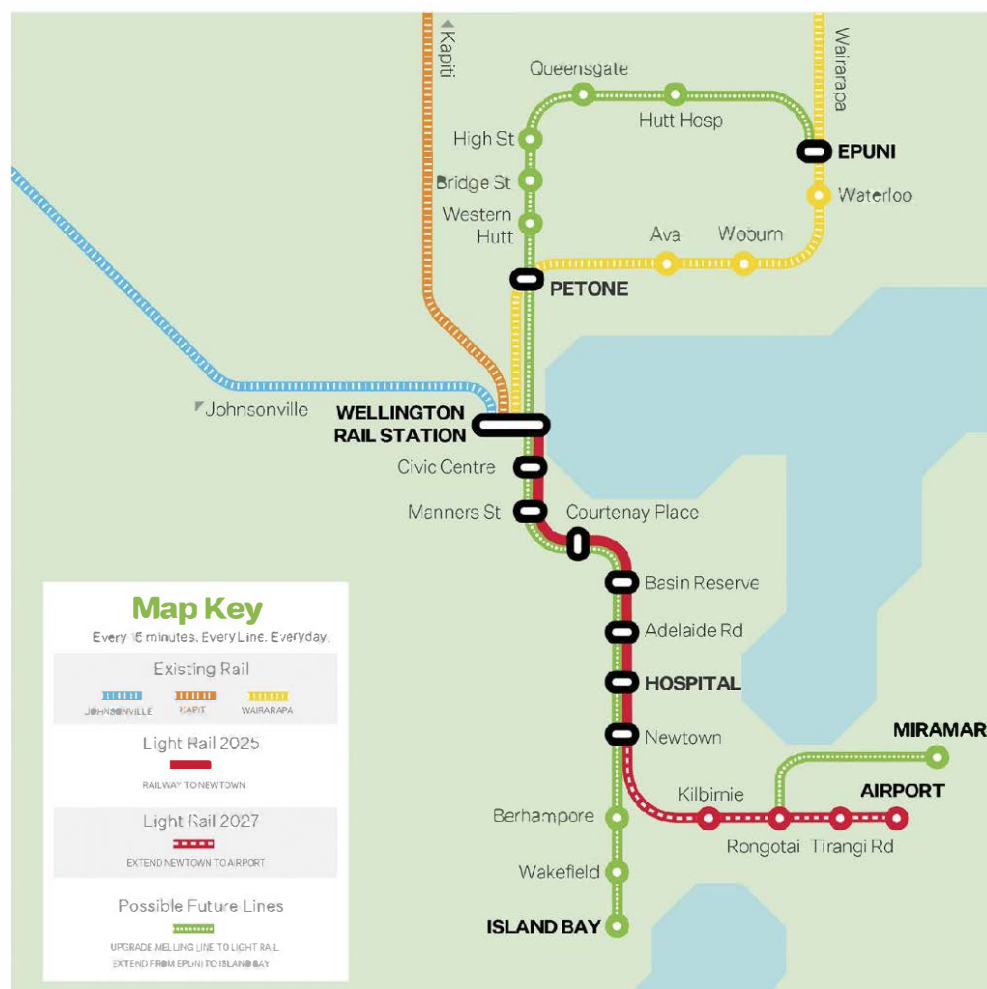 Kapiti
Wairarapa
Queensgate
Hutt Hosp
High St
EPUNI
Bridge St
Waterloo
Western
Hutt
Ava
Woburn
PETONE
Johnsonville
WELLINGTON
RAIL STATION
Civic Centre
Manners St
Courtenay Place
Basin Reserve
Adelaide Rd
HOSPITAL
Newtown
MIRAMAR
Kilbirnie
AIRPORT
Berhampore
Rongotai
Tirangi Rd
Wakefield
ISLAND BAY
Map Key
Every 15 minutes. Every Line. Everyday.
Existing Rail
JOHNSONVILLE
KAPITI
WAIRARAPA
Light Rail 2025
RAILWAY TO NEWTOWN
Light Rail 2027
EXTEND NEWTOWN TO AIRPORT
Possible Future Lines
UPGRADE MELLING LINE TO LIGHT RAIL
EXTEND FROM EPUNI TO ISLAND BAY